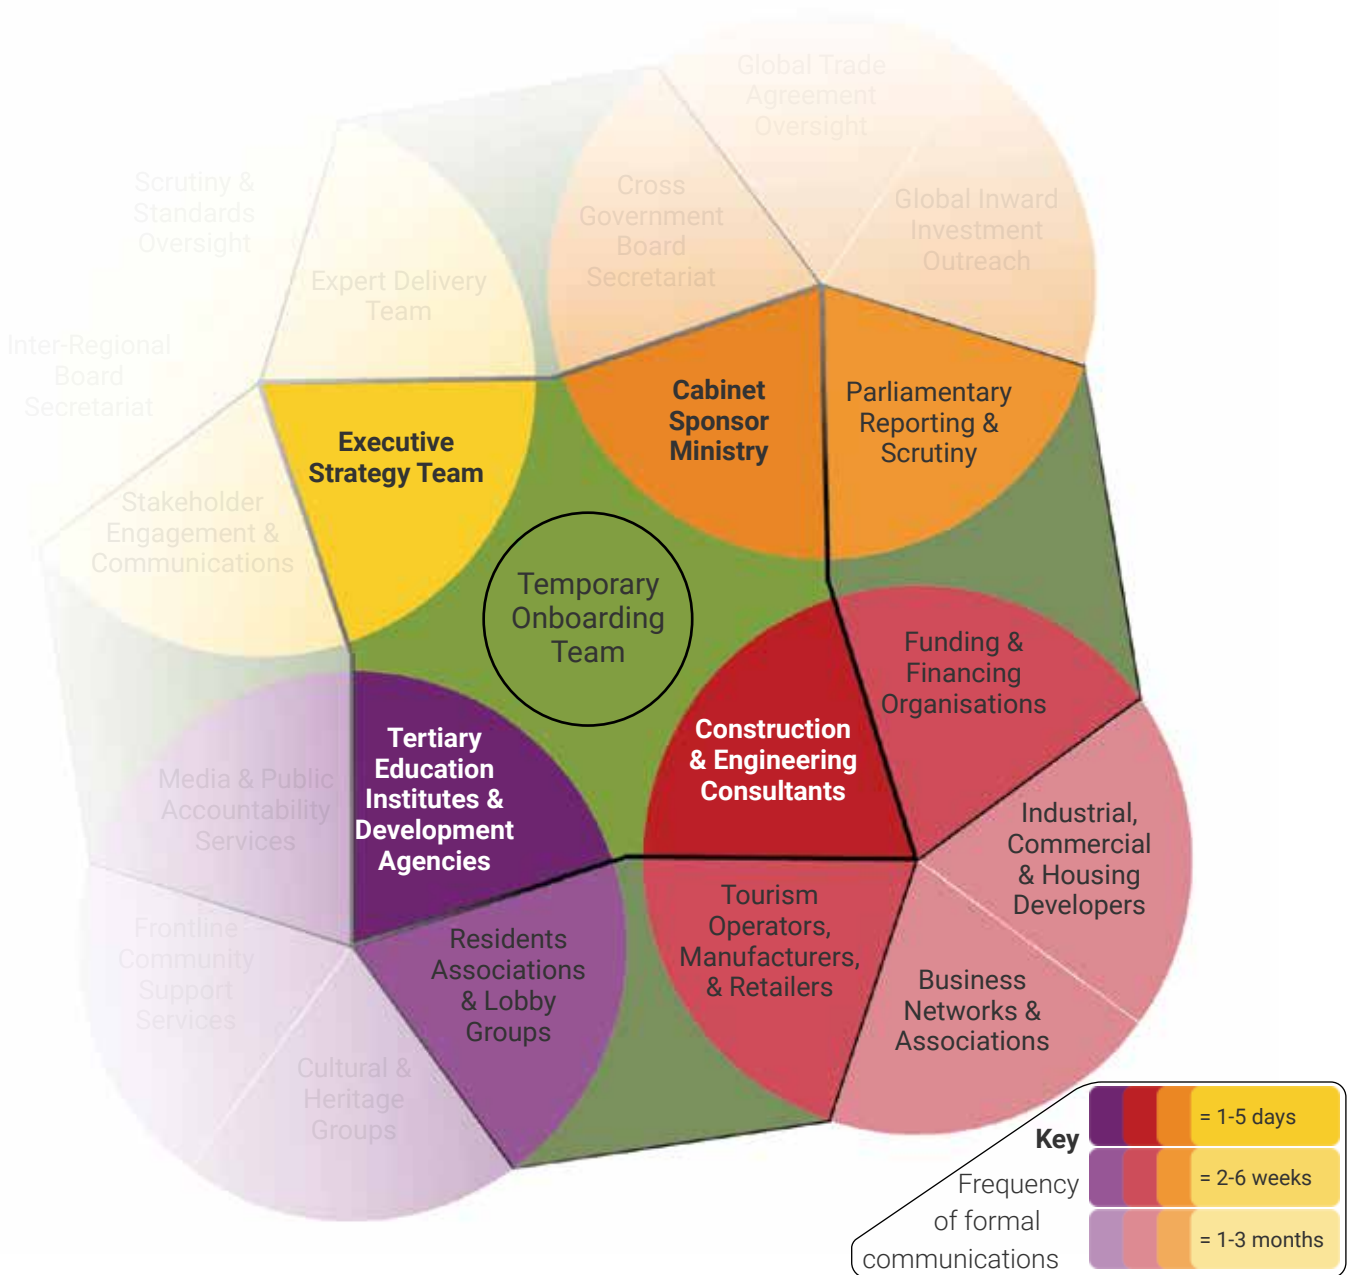 Global Trade
Agreement
Oversight
Scrutiny &
Standards
Oversight
Cross
Government
Board
Secretariat
Global Inward
Investment
Outreach
Expert Delivery
Team
Inter-Regional
Board
Secretariat
Cabinet
Sponsor
Ministry
Parliamentary
Reporting &
Scrutiny
Executive
Strategy Team
Stakeholder
Engagement &
Communications
Temporary
Onboarding
Team
Funding &
Financing
Organisations
Tertiary
Education
Institutes &
Development
Agencies
Construction
& Engineering
Consultants
Media & Public
Accountability
Services
Industrial,
Commercial
& Housing
Developers
Tourism
Operators,
Manufacturers,
& Retailers
Residents
Associations
& Lobby
Groups
Frontline
Community
Support
Services
Business
Networks &
Associations
Cultural &
Heritage
Groups
Key
Frequency
of formal
communications
= 1-5 days
= 2-6 weeks
= 1-3 months